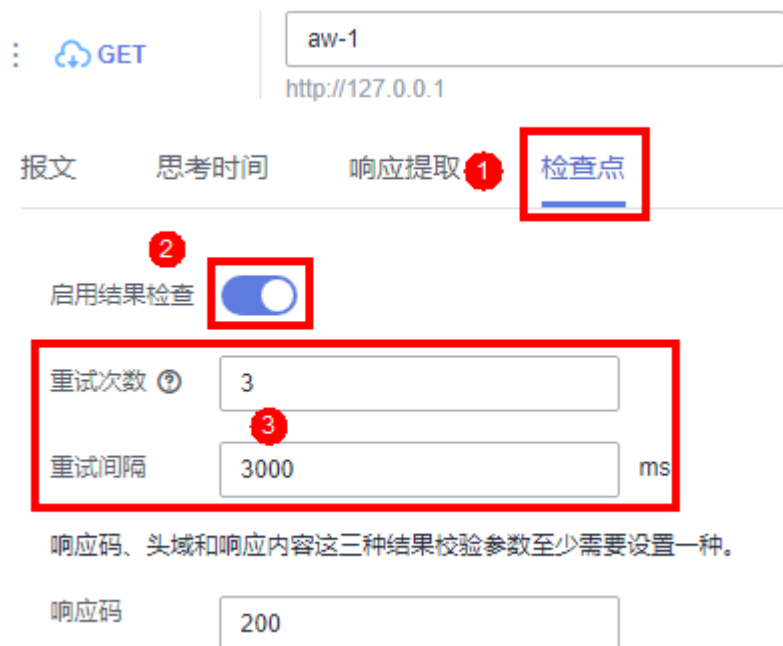 GET
aw-1
http://127.0.0.1
报文 思考时间 响应提取 1 检查点
2
启用结果检查
重试次数 ? 3
3
重试间隔 3000 ms
响应码、头域和响应内容这三种结果校验参数至少需要设置一种。
响应码 200